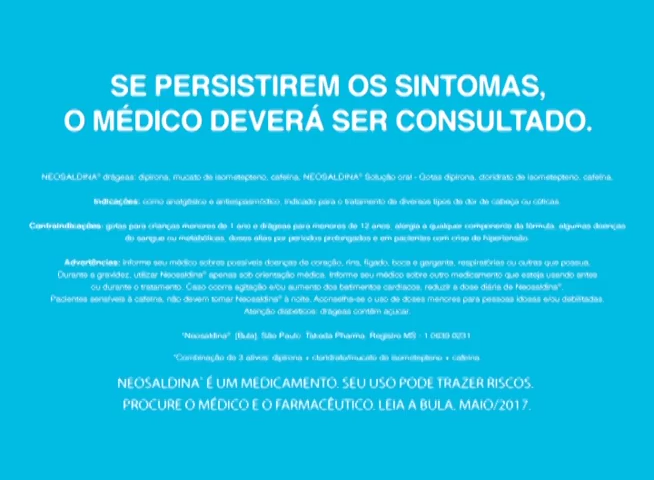 SE PERSISTIREM OS SINTOMAS,
O MÉDICO DEVERÁ SER CONSULTADO.
NEOSALDINA® drágeas: dipirona, mucato de isometepteno, cafeína. NEOSALDINA® Solução oral - Gotas dipirona, cloridrato de isometepteno, cafeína.
Indicações: como analgésico e antiespasmódico, indicado para o tratamento de diversos tipos de dor de cabeça ou cólicas.
Contraindicações: gotas para crianças menores de 1 ano e drágeas para menores de 12 anos, alergia a qualquer componente da fórmula, algumas doenças
do sangue ou metabólicas, doses altas por períodos prolongados e em pacientes com crise de hipertensão.
Advertências: Informe seu médico sobre possíveis doenças de coração, rins, fígado, boca e garganta, respiratórias ou outras que possua.
Durante a gravidez, utilizar Neosaldina® apenas sob orientação médica. Informe seu médico sobre outro medicamento que esteja usando antes
ou durante o tratamento. Caso ocorra agitação e/ou aumento dos batimentos cardíacos, reduzir a dose diária de Neosaldina®.
Pacientes sensíveis à cafeína, não devem tomar Neosaldina® à noite. Aconselha-se o uso de doses menores para pessoas idosas e/ou debilitadas.
Atenção diabéticos: drágeas contêm açúcar.
"Neosaldina® [Bula]. São Paulo. Takeda Pharma. Registro MS - 1.0639.0231
*Combinação de 3 ativos: dipirona + cloridrato/mucato de isometepteno + cafeína
NEOSALDINA® É UM MEDICAMENTO. SEU USO PODE TRAZER RISCOS.
PROCURE O MÉDICO E O FARMACÊUTICO. LEIA A BULA. MAIO/2017.